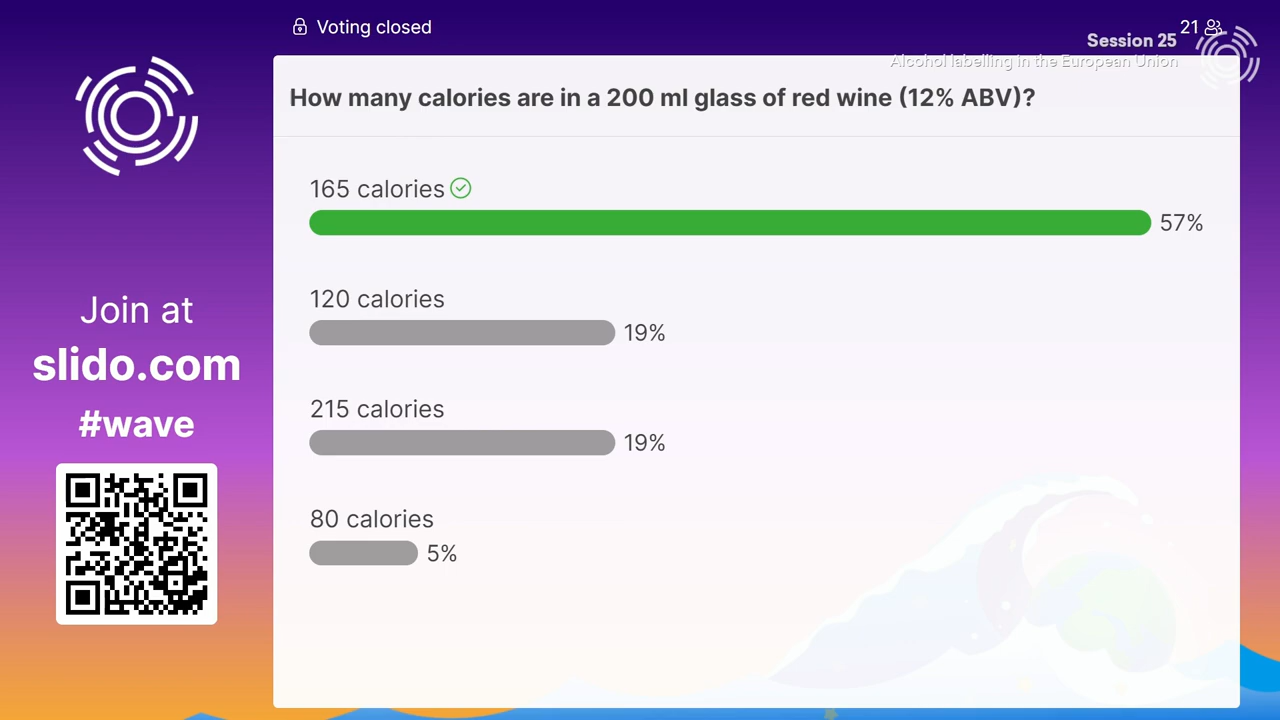 Voting closed
21
Session 25
Alcohol labelling in the European Union
How many calories are in a 200 ml glass of red wine (12% ABV)?
165 calories
57%
120 calories
19%
215 calories
19%
80 calories
5%
Join at
slido.com
#wave